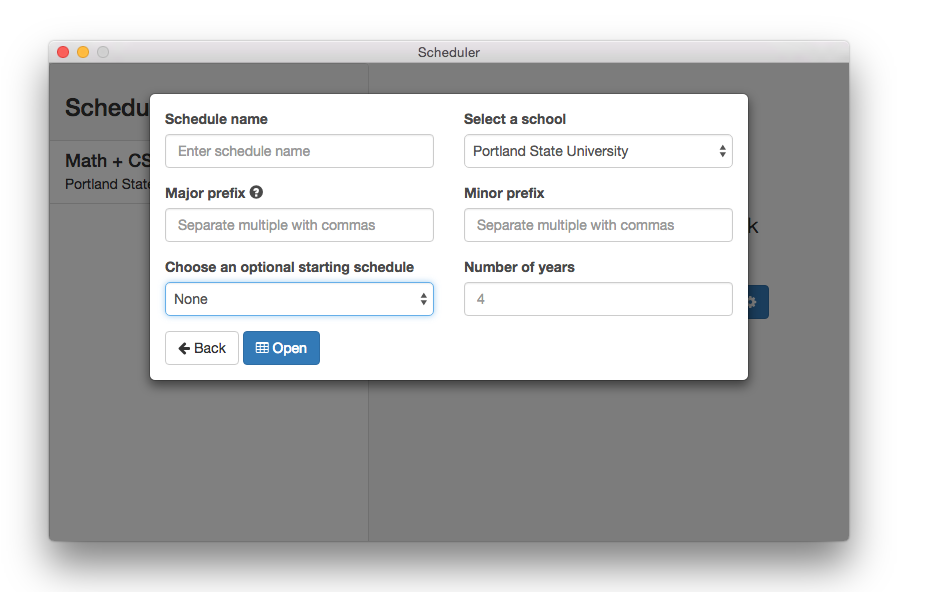 Scheduler
Schedu
Math + CS
Portland State
Schedule name
Select a school
Enter schedule name
Portland State University
Major prefix
Minor prefix
Separate multiple with commas
Separate multiple with commas
Choose an optional starting schedule
Number of years
None
4
Back
Open
k